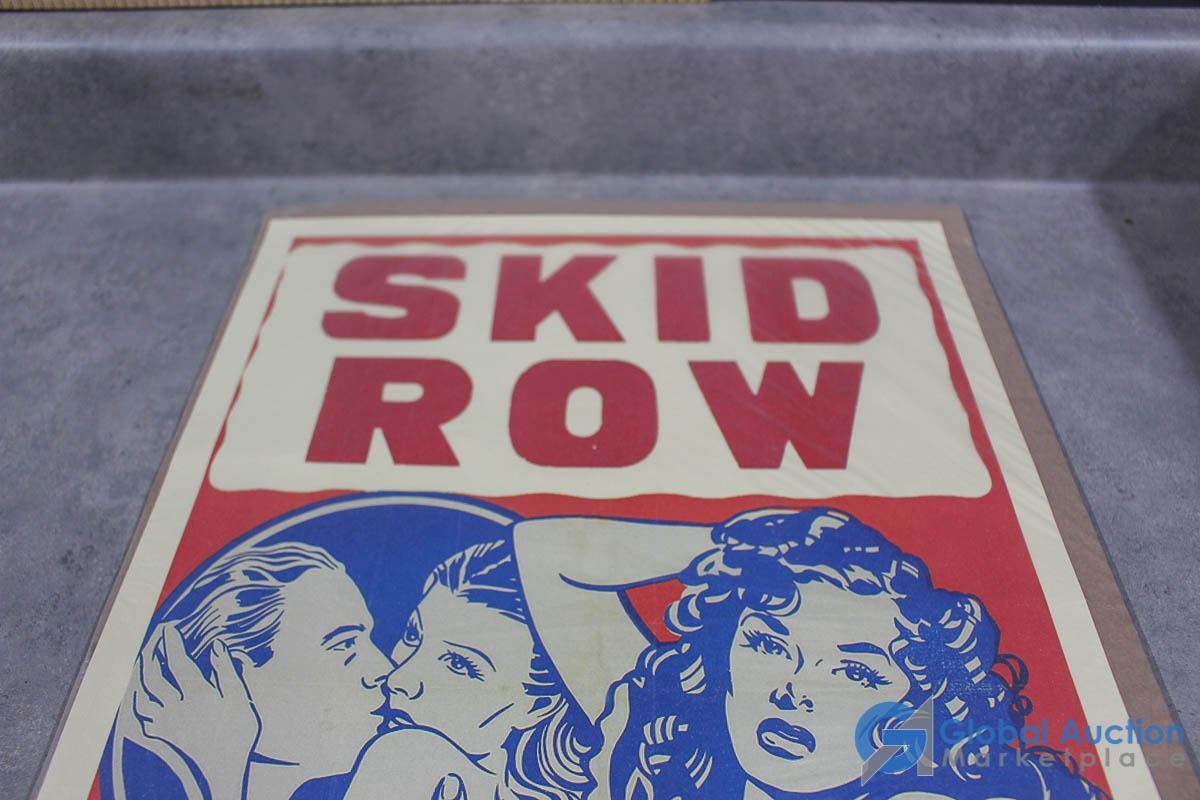 SKID
ROW
Global Auction
Marketplace